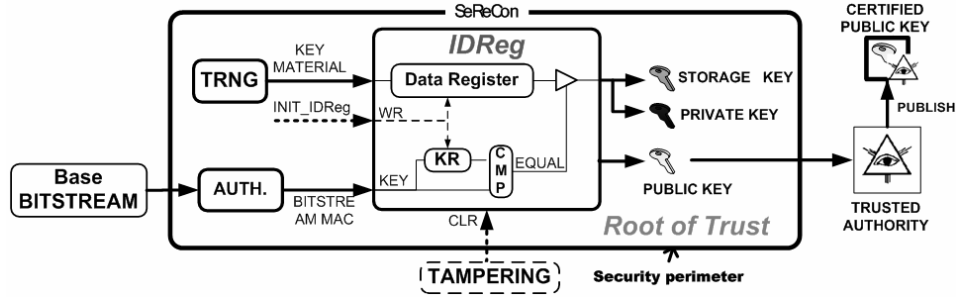 SeReCon
CERTIFIED
PUBLIC KEY
IDReg
KEY
MATERIAL
TRNG
Data Register
STORAGE KEY
INIT_IDReg
WR
PRIVATE KEY
PUBLISH
KR
C
M
P
EQUAL
Base
BITSTREAM
AUTH.
KEY
BITSTRE
AM MAC
PUBLIC KEY
TRUSTED
AUTHORITY
CLR
Root of Trust
TAMPERING
Security perimeter